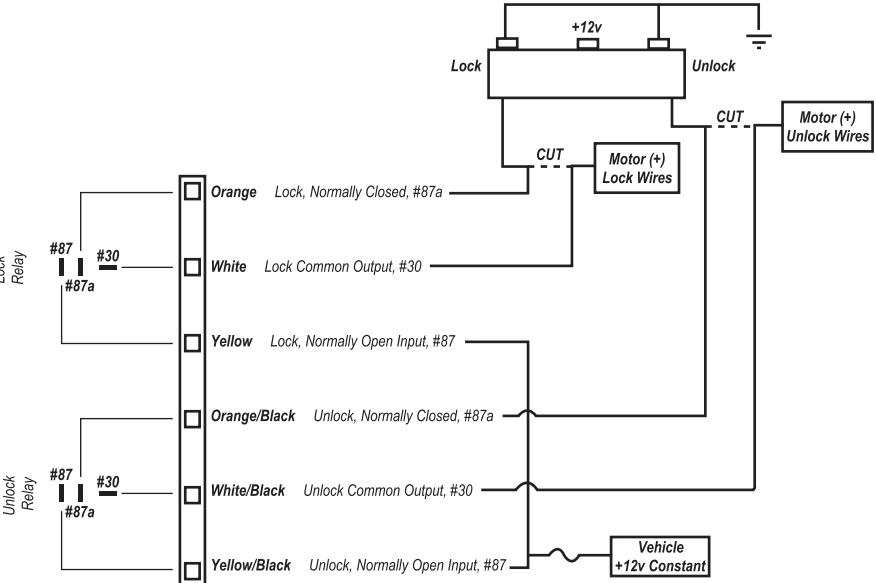 +12v
Lock
Unlock
CUT
Motor (+)
Unlock Wires
CUT
Motor (+)
Lock Wires
Orange Lock, Normally Closed, #87a
#87
#30
#87a
Lock
Relay
White Lock Common Output, #30
Yellow Lock, Normally Open Input, #87
Orange/Black Unlock, Normally Closed, #87a
#87
#30
#87a
Unlock
Relay
White/Black Unlock Common Output, #30
Yellow/Black Unlock, Normally Open Input, #87
Vehicle
+12v Constant